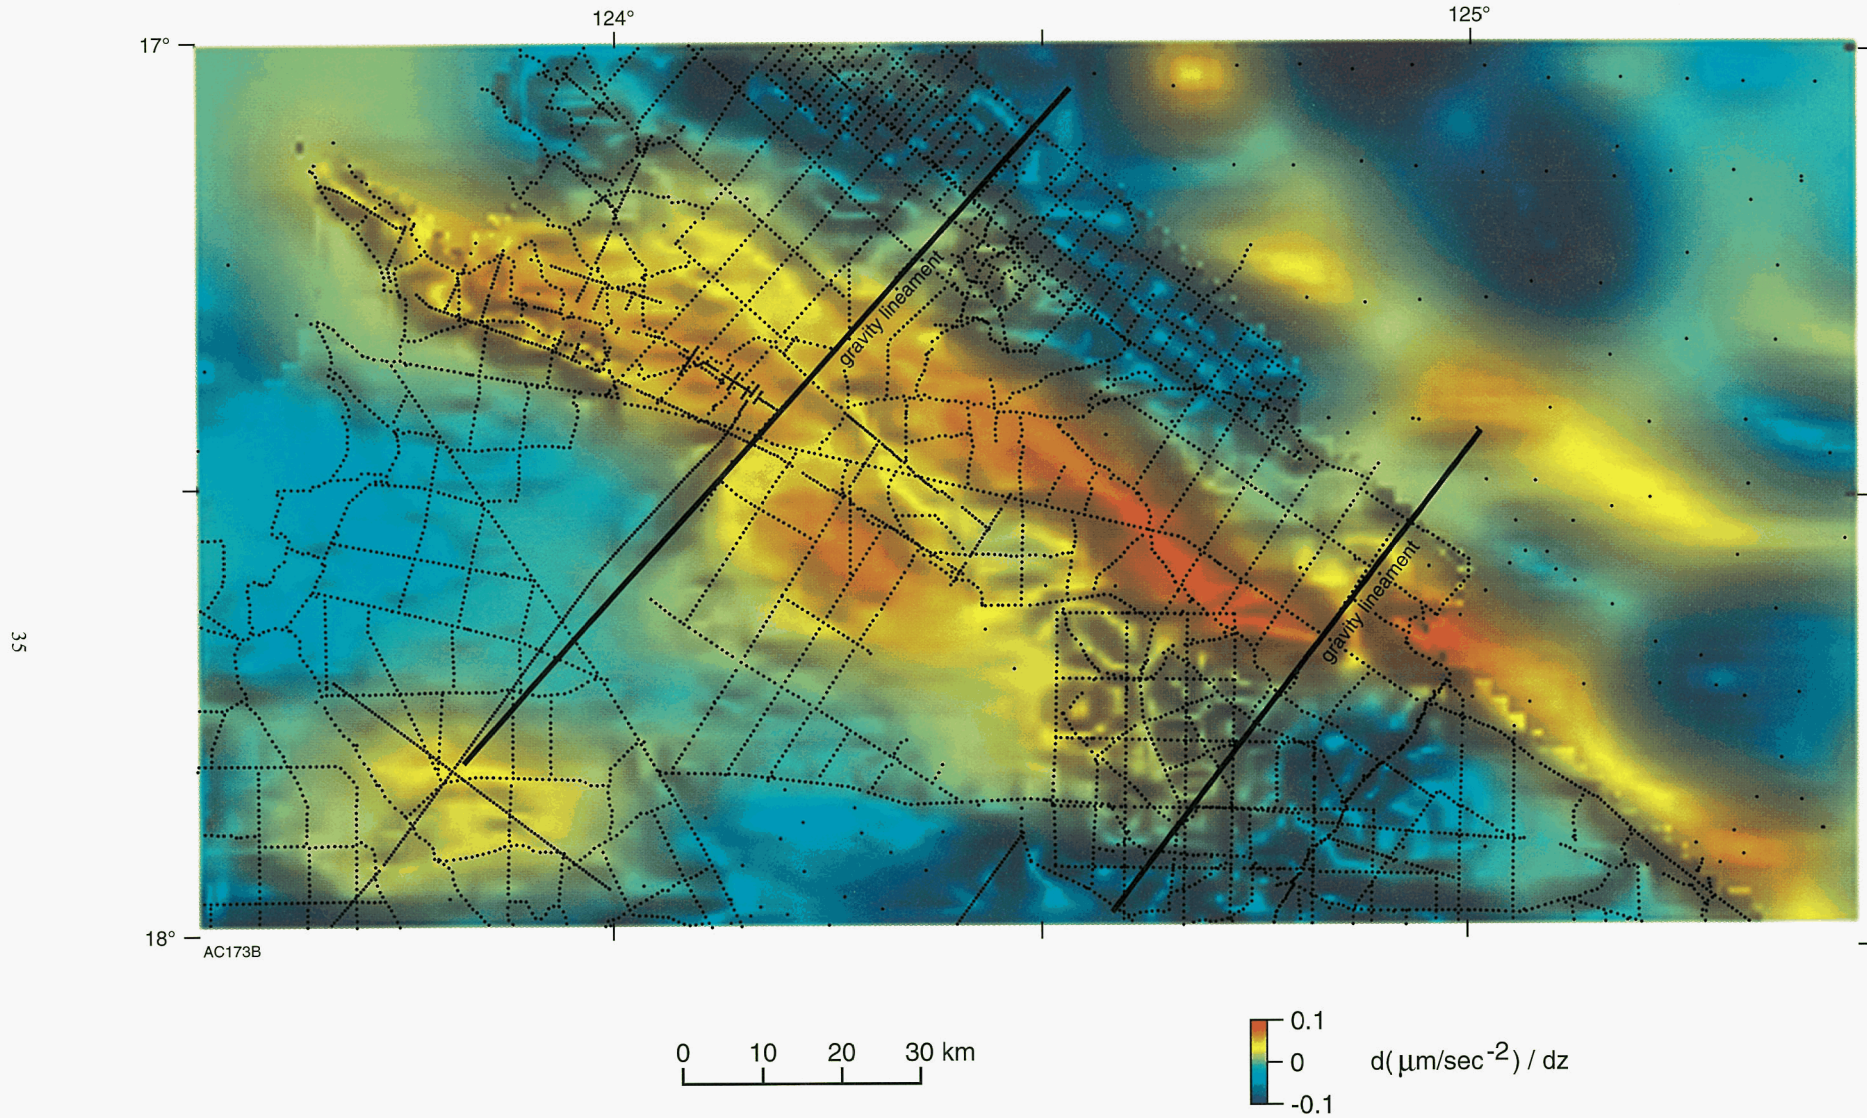 124°
125°
17°
gravity lineament
gravity lineament
35
18°
AC173B
0 10 20 30 km
0.1
0
-0.1
d(μm/sec⁻²) / dz